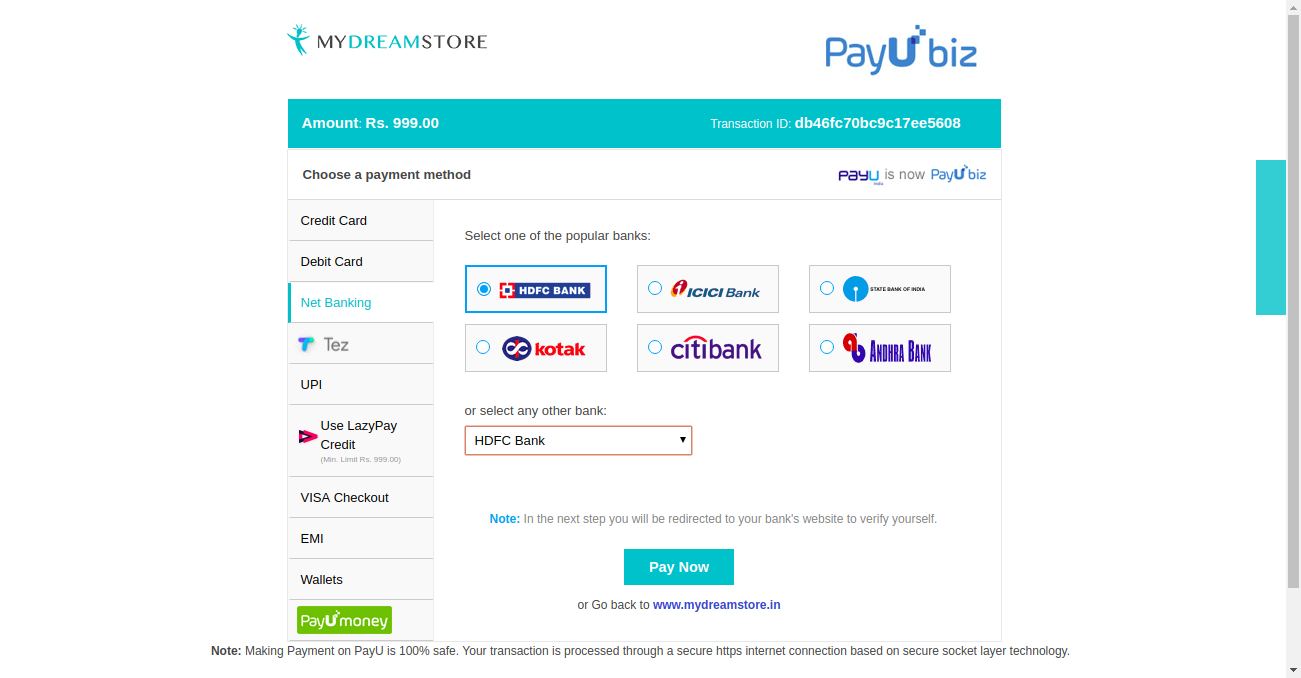 MYDREAMSTORE
PayU biz
Amount: Rs. 999.00
Transaction ID: db46fc70bc9c17ee5608
Choose a payment method
PayU india is now PayU biz
Credit Card
Debit Card
Net Banking
Tez
UPI
Use LazyPay
Credit
(Min. Limit Rs. 999.00)
VISA Checkout
EMI
Wallets
PayUmoney
Select one of the popular banks:
HDFC BANK
ICICI Bank
STATE BANK OF INDIA
kotak
citibank
ANDHRA BANK
or select any other bank:
HDFC Bank
Note: In the next step you will be redirected to your bank's website to verify yourself.
Pay Now
or Go back to www.mydreamstore.in
Note: Making Payment on PayU is 100% safe. Your transaction is processed through a secure https internet connection based on secure socket layer technology.